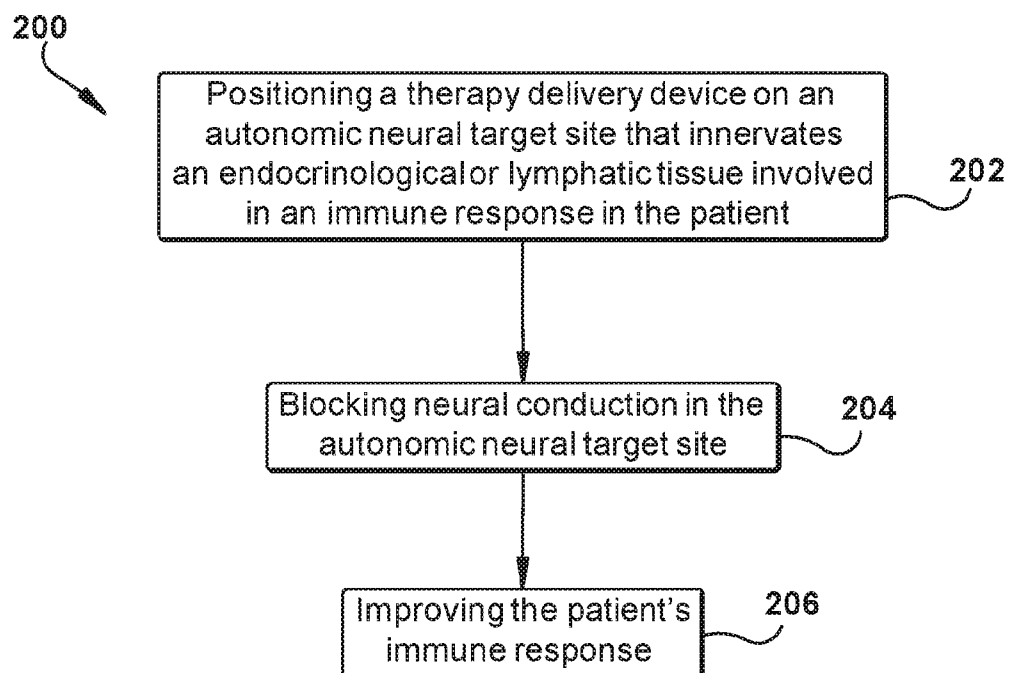 200
Positioning a therapy delivery device on an
autonomic neural target site that innervates
an endocrinological or lymphatic tissue involved
in an immune response in the patient
202
Blocking neural conduction in the
autonomic neural target site
204
Improving the patient's
immune response
206